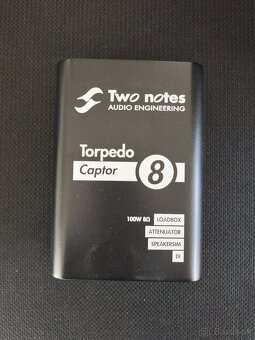 Two notes
AUDIO ENGINEERING
Torpedo
Captor 8
100W 8Ω LOADBOX
ATTENUATOR
SPEAKERSIM
DI